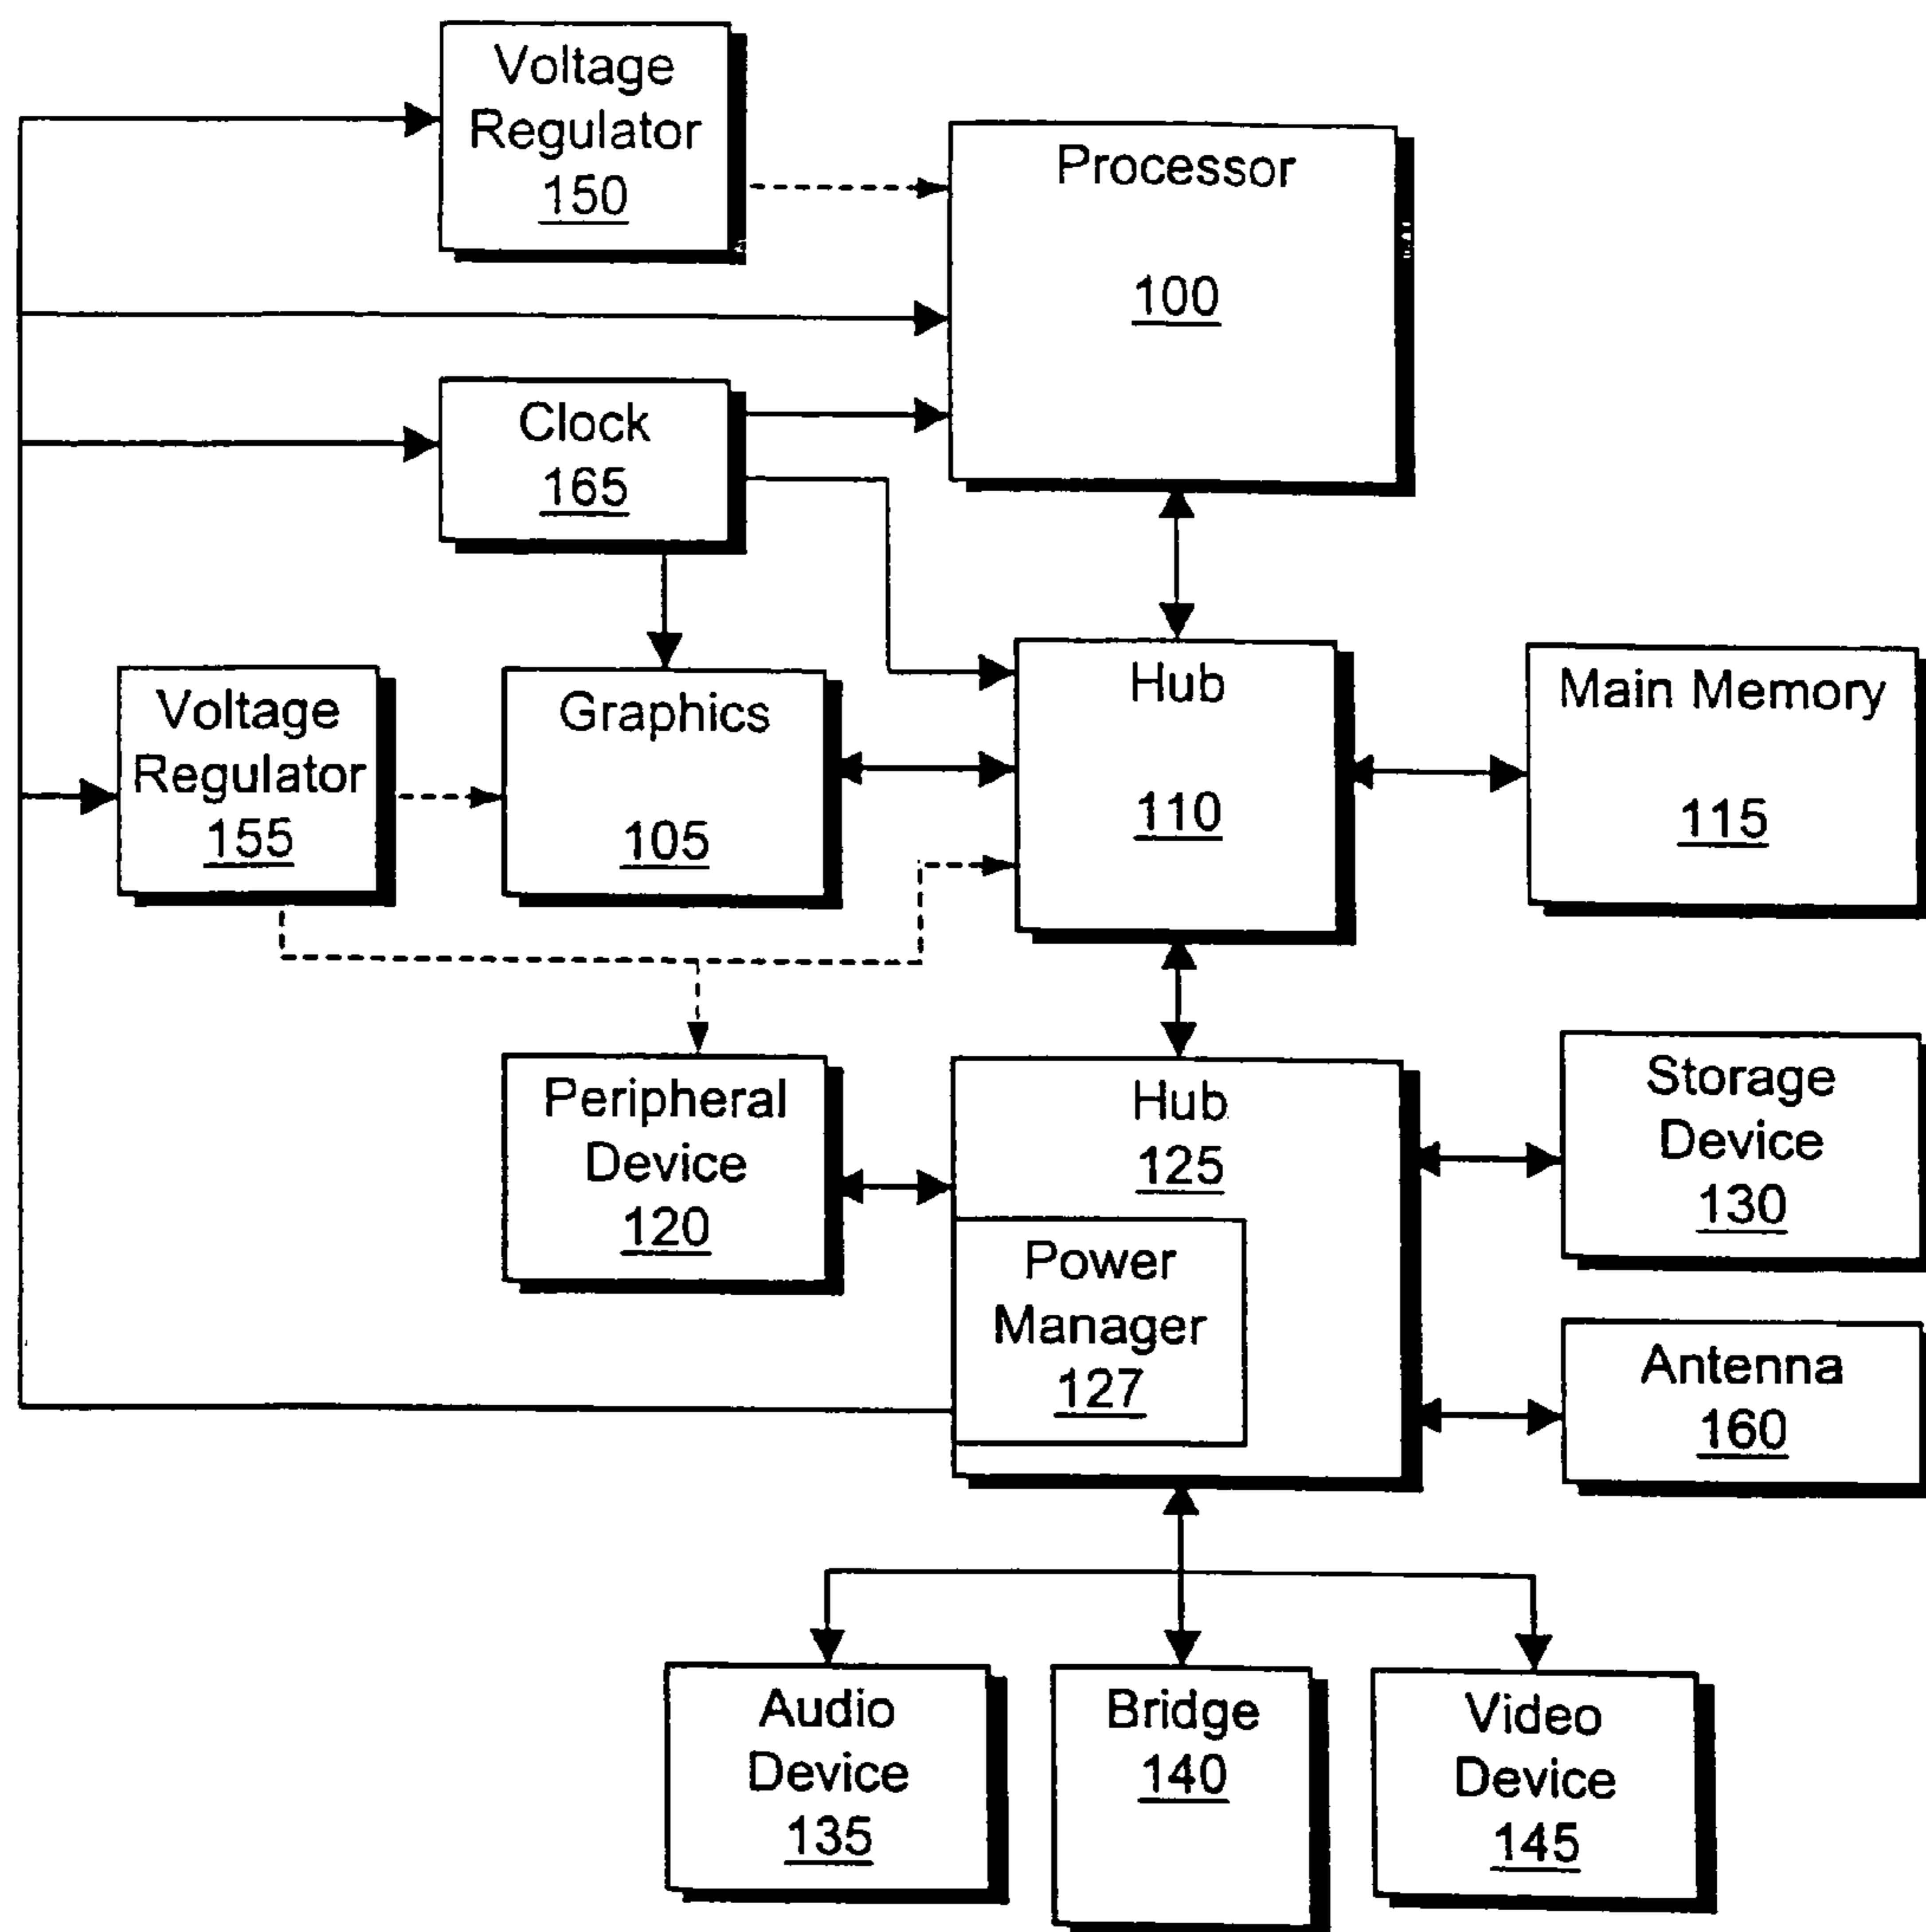 Voltage
Regulator
150
Processor
100
Clock
165
Voltage
Regulator
155
Graphics
105
Hub
110
Main Memory
115
Peripheral
Device
120
Hub
125
Power
Manager
127
Storage
Device
130
Antenna
160
Audio
Device
135
Bridge
140
Video
Device
145